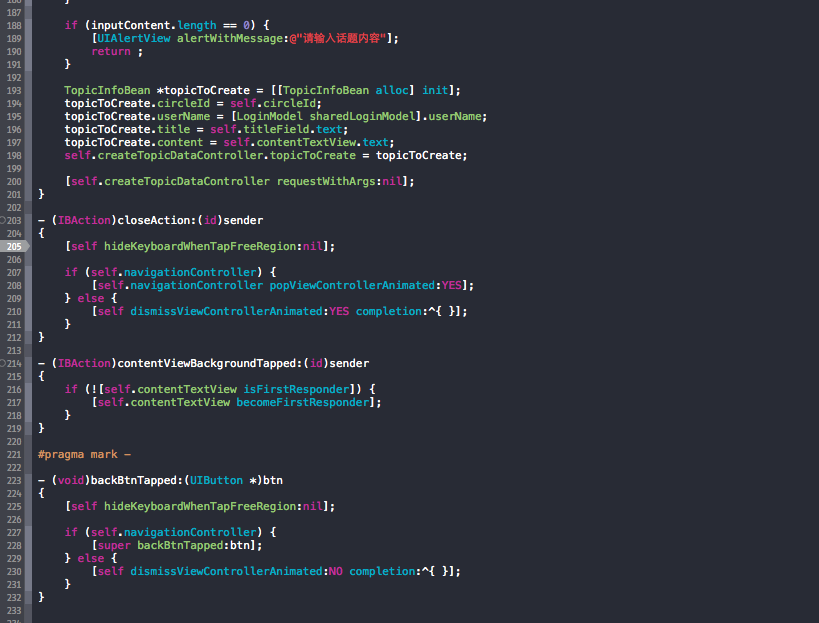 187
188 if (inputContent.length == 0) {
189 [UIAlertView alertWithMessage:@"请输入话题内容"];
190 return ;
191 }
192
193 TopicInfoBean *topicToCreate = [[TopicInfoBean alloc] init];
194 topicToCreate.circleId = self.circleId;
195 topicToCreate.userName = [LoginModel sharedLoginModel].userName;
196 topicToCreate.title = self.titleField.text;
197 topicToCreate.content = self.contentTextView.text;
198 self.createTopicDataController.topicToCreate = topicToCreate;
199
200 [self.createTopicDataController requestWithArgs:nil];
201 }
202
203 - (IBAction)closeAction:(id)sender
204 {
205 [self hideKeyboardWhenTapFreeRegion:nil];
206
207 if (self.navigationController) {
208 [self.navigationController popViewControllerAnimated:YES];
209 } else {
210 [self dismissViewControllerAnimated:YES completion:^{ }];
211 }
212 }
213
214 - (IBAction)contentViewBackgroundTapped:(id)sender
215 {
216 if (![self.contentTextView isFirstResponder]) {
217 [self.contentTextView becomeFirstResponder];
218 }
219 }
220
221 #pragma mark -
222
223 - (void)backBtnTapped:(UIButton *)btn
224 {
225 [self hideKeyboardWhenTapFreeRegion:nil];
226
227 if (self.navigationController) {
228 [super backBtnTapped:btn];
229 } else {
230 [self dismissViewControllerAnimated:NO completion:^{ }];
231 }
232 }
233